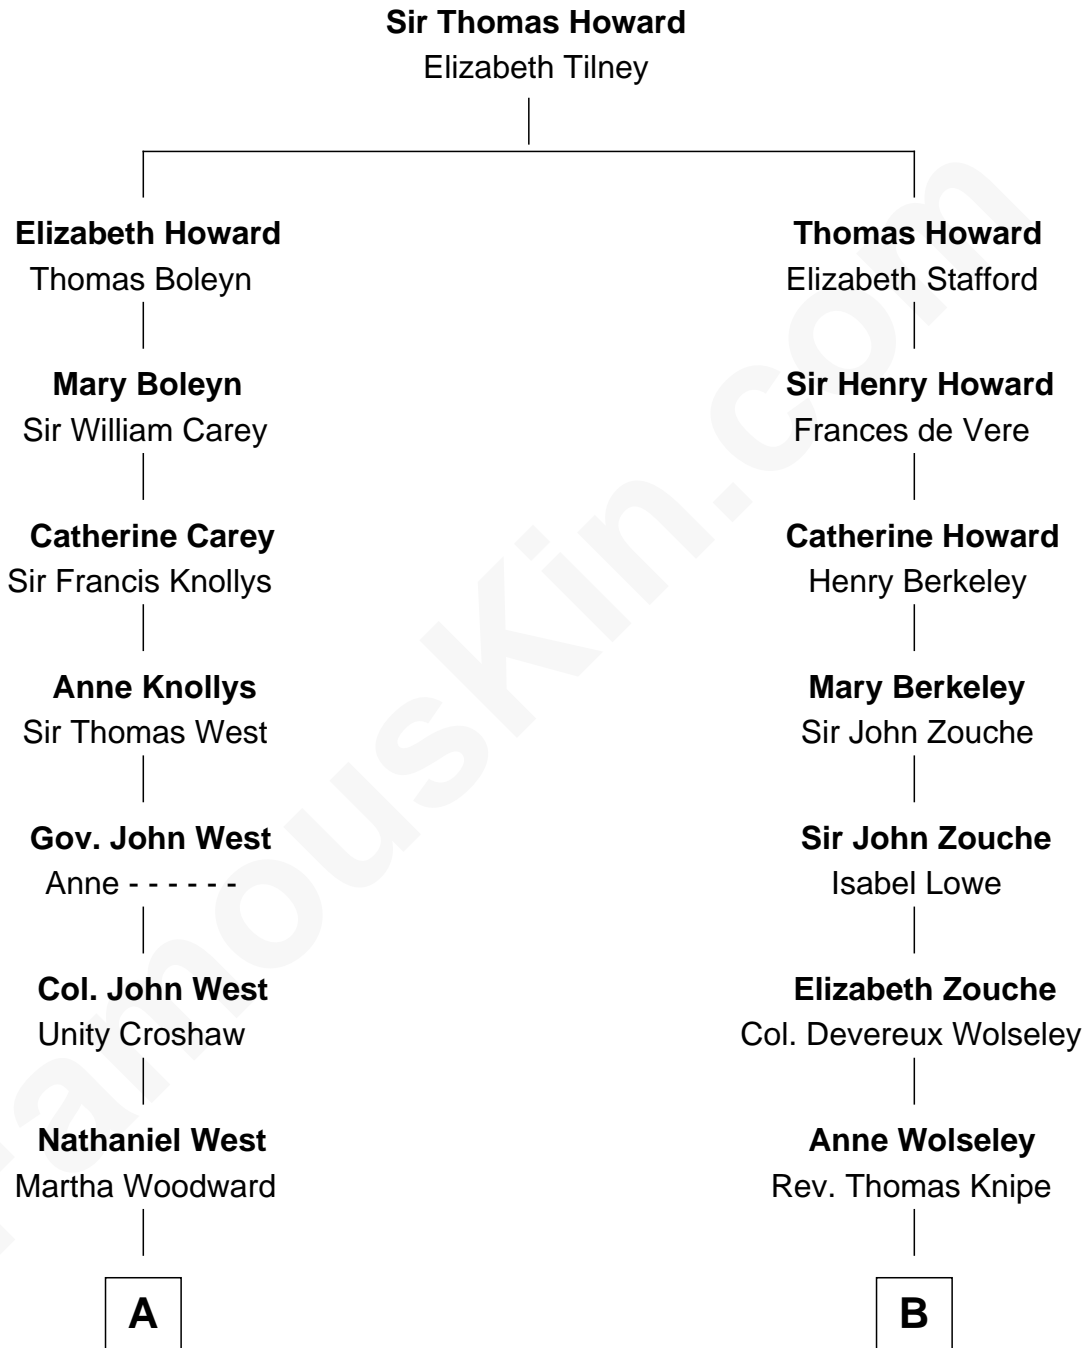 Sir Thomas Howard
Elizabeth Tilney
Elizabeth Howard
Thomas Boleyn
Thomas Howard
Elizabeth Stafford
Mary Boleyn
Sir William Carey
Sir Henry Howard
Frances de Vere
Catherine Carey
Sir Francis Knollys
Catherine Howard
Henry Berkeley
Anne Knollys
Sir Thomas West
Mary Berkeley
Sir John Zouche
Gov. John West
Anne - - - - - -
Sir John Zouche
Isabel Lowe
Col. John West
Unity Croshaw
Elizabeth Zouche
Col. Devereux Wolseley
Nathaniel West
Martha Woodward
Anne Wolseley
Rev. Thomas Knipe
A
B
FamousKin.com